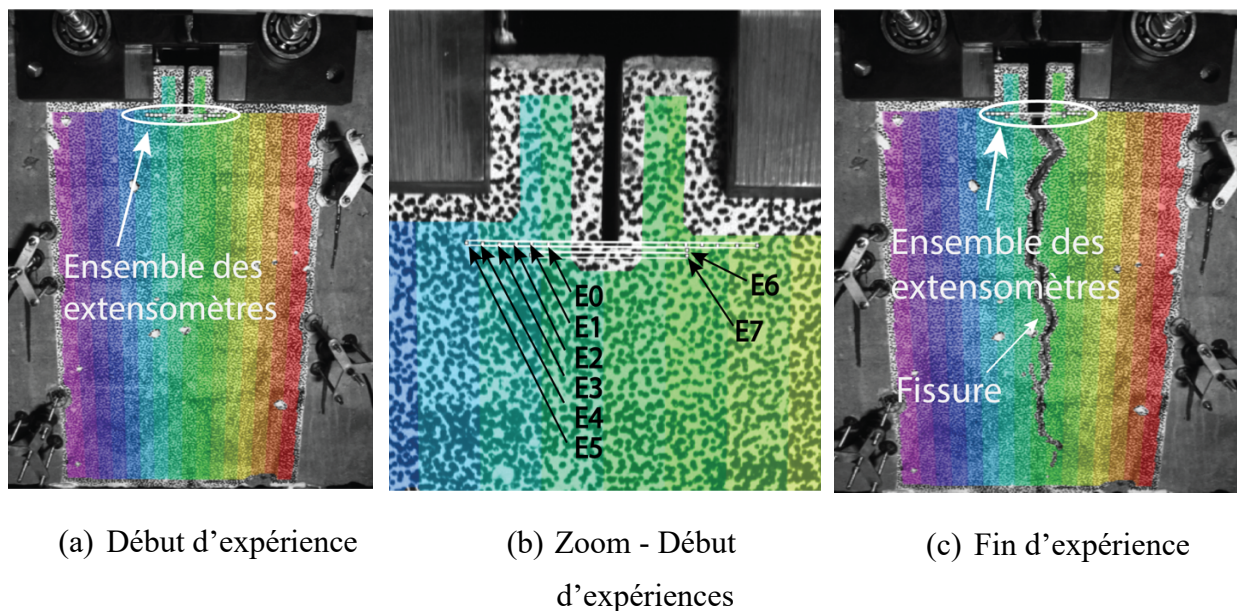 Ensemble des
extensomètres
E0
E1
E2
E3
E4
E5
E6
E7
Ensemble des
extensomètres
Fissure
(a) Début d’expérience
(b) Zoom - Début
d’expériences
(c) Fin d’expérience